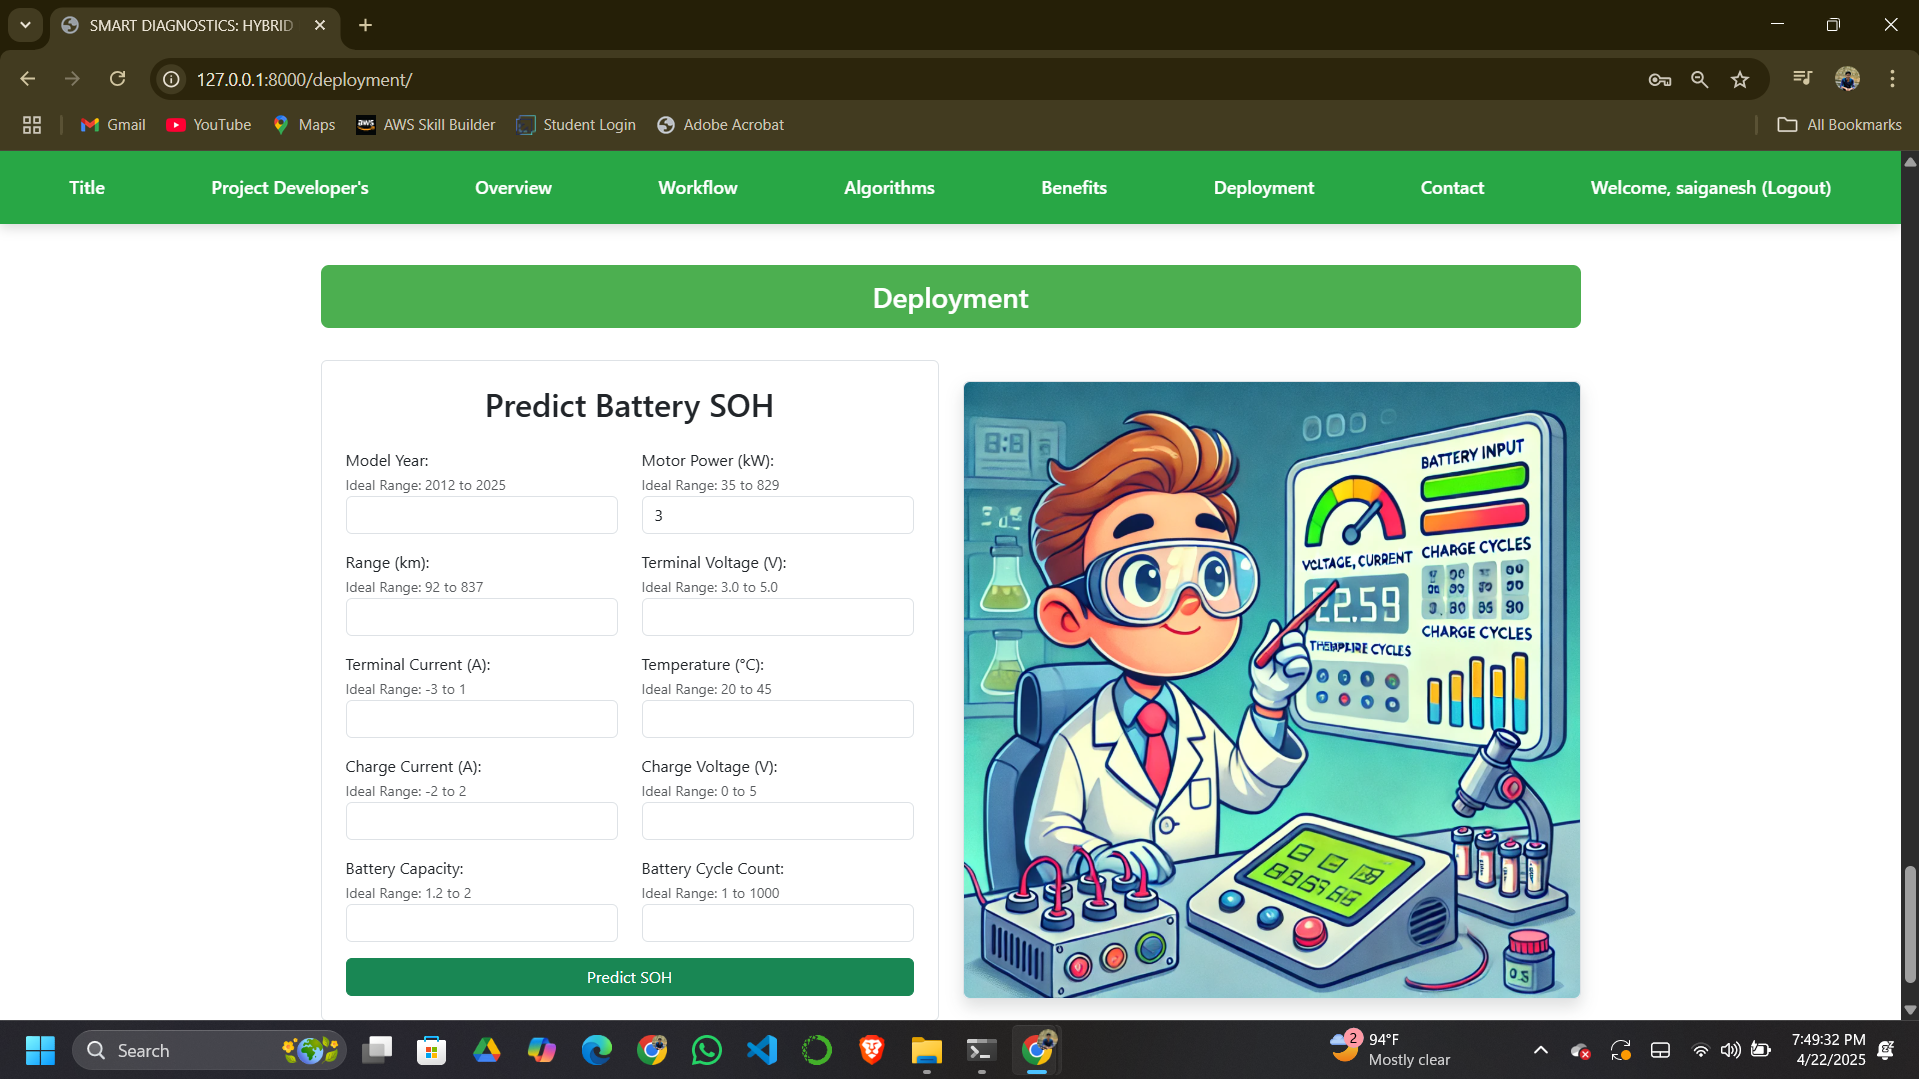 SMART DIAGNOSTICS: HYBRID
127.0.0.1:8000/deployment/
Gmail YouTube Maps AWS Skill Builder Student Login Adobe Acrobat All Bookmarks
Title Project Developer's Overview Workflow Algorithms Benefits Deployment Contact Welcome, saiganesh (Logout)
Deployment
Predict Battery SOH
Model Year: Motor Power (kW):
Ideal Range: 2012 to 2025 Ideal Range: 35 to 829
3
Range (km): Terminal Voltage (V):
Ideal Range: 92 to 837 Ideal Range: 3.0 to 5.0
Terminal Current (A): Temperature (°C):
Ideal Range: -3 to 1 Ideal Range: 20 to 45
Charge Current (A): Charge Voltage (V):
Ideal Range: -2 to 2 Ideal Range: 0 to 5
Battery Capacity: Battery Cycle Count:
Ideal Range: 1.2 to 2 Ideal Range: 1 to 1000
Predict SOH
BATTERY INPUT
VCLTAGE, CURRENT
CHARGE CYCLES
22.59
CHARGE CYCLES
CYCLES
0.2
Search
aws
2
94°F
Mostly clear
7:49:32 PM
4/22/2025